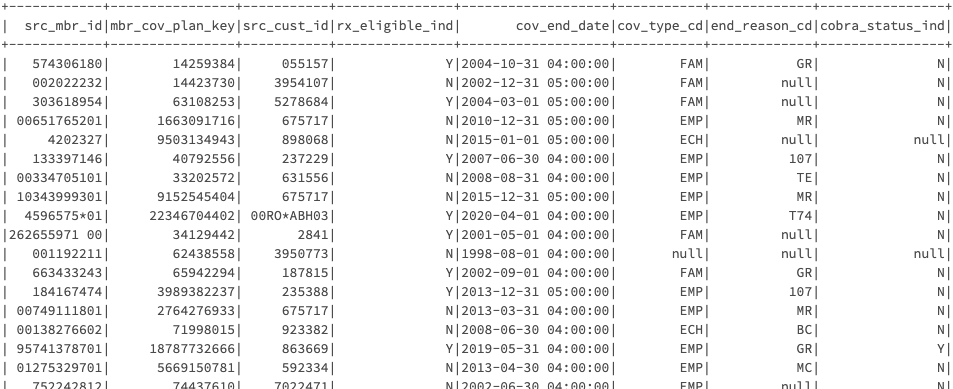 +-------------+----------------+-----------+---------------+-------------------+-----------+-------------+----------------+
| src_mbr_id|mbr_cov_plan_key|src_cust_id|rx_eligible_ind| cov_end_date|cov_type_cd|end_reason_cd|cobra_status_ind|
+-------------+----------------+-----------+---------------+-------------------+-----------+-------------+----------------+
| 574306180| 14259384| 055157| Y|2004-10-31 04:00:00| FAM| GR| N|
| 002022232| 14423730| 3954107| N|2002-12-31 05:00:00| FAM| null| N|
| 303618954| 63108253| 5278684| Y|2004-03-01 05:00:00| FAM| null| N|
| 00651765201| 1663091716| 675717| N|2010-12-31 05:00:00| EMP| MR| N|
| 4202327| 9503134943| 898068| N|2015-01-01 05:00:00| ECH| null| null|
| 133397146| 40792556| 237229| Y|2007-06-30 04:00:00| EMP| 107| N|
| 00334705101| 33202572| 631556| N|2008-08-31 04:00:00| EMP| TE| N|
| 10343999301| 9152545404| 675717| N|2015-12-31 05:00:00| EMP| MR| N|
| 4596575*01| 22346704402| 00RO*ABH03| Y|2020-04-01 04:00:00| EMP| T74| N|
|262655971 00| 34129442| 2841| Y|2001-05-01 04:00:00| FAM| null| N|
| 001192211| 62438558| 3950773| N|1998-08-01 04:00:00| null| null| null|
| 663433243| 65942294| 187815| Y|2002-09-01 04:00:00| FAM| GR| N|
| 184167474| 3989382237| 235388| Y|2013-12-31 05:00:00| EMP| 107| N|
| 00749111801| 2764276933| 675717| N|2013-03-31 04:00:00| EMP| MR| N|
| 00138276602| 71998015| 923382| N|2008-06-30 04:00:00| ECH| BC| N|
| 95741378701| 18787732666| 863669| Y|2019-05-31 04:00:00| EMP| GR| Y|
| 01275329701| 5669150781| 592334| N|2013-04-30 04:00:00| EMP| MC| N|
| 752242812| 74437610| 7022471| N|2002-06-30 04:00:00| EMP| null| N|